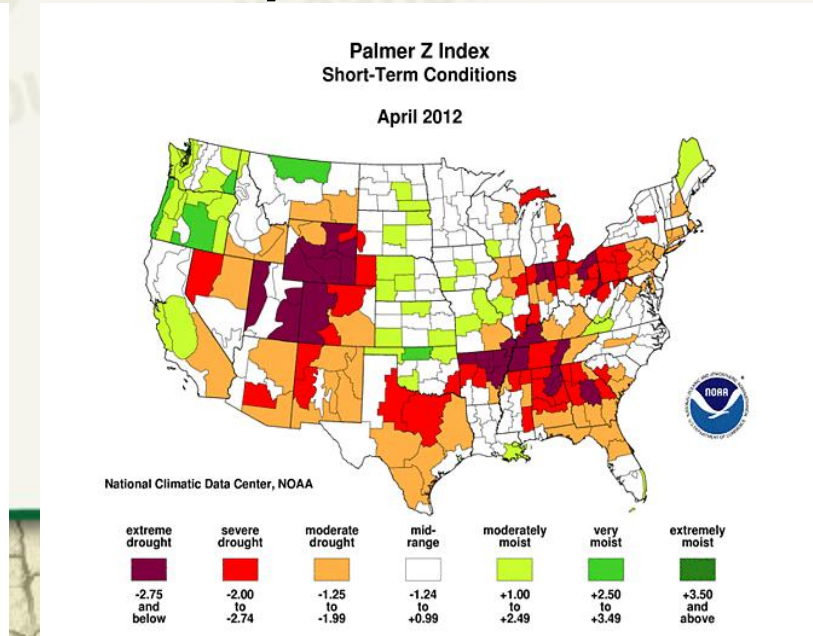 Palmer Z Index
Short-Term Conditions
April 2012
NOAA
National Climatic Data Center, NOAA
extreme drought
severe drought
moderate drought
mid-range
moderately moist
very moist
extremely moist
-2.75 and below
-2.00 to -2.74
-1.25 to -1.99
-1.24 to +0.99
+1.00 to +2.49
+2.50 to +3.49
+3.50 and above